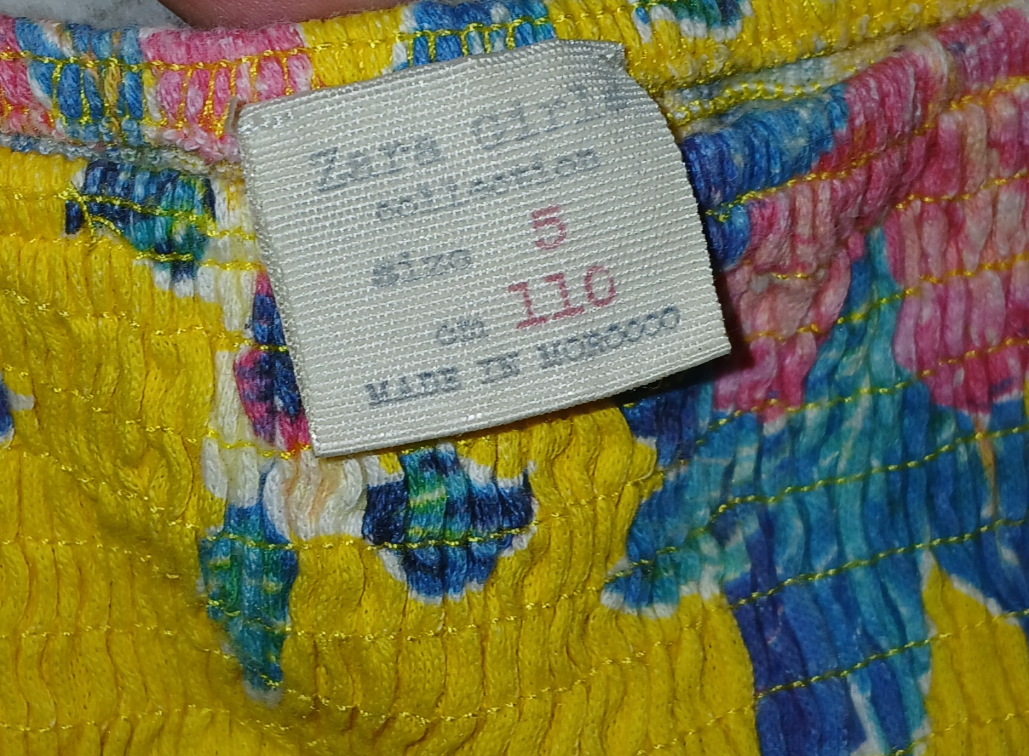 Zara Girls
collection
size 5
cm 110
MADE IN MOROCCO